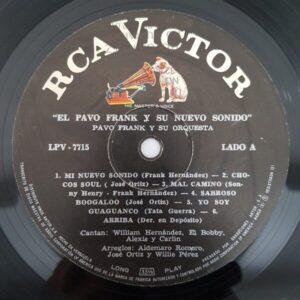 RCA VICTOR
HIS MASTER'S VOICE
"EL PAVO FRANK Y SU NUEVO SONIDO"
PAVO FRANK Y SU ORQUESTA
LPV - 7715
LADO A
1. MI NUEVO SONIDO (Frank Hernández) - 2. CHO-
COS SOUL ( José Ortiz) - 3. MAL CAMINO (Son-
ny Henry - Frank Hernández) - 4. SABROSO
BOOGALOO (José Ortiz) - 5. YO SOY
GUAGUANCO (Tata Guerra) - 6.
ARRIBA (Der. en Depósito)
Cantan: William Hernández, El Bobby,
Alexis y Carlin
Arreglos: Aldemaro Romero,
José Ortiz y Willie Pérez
LONG
PLAY